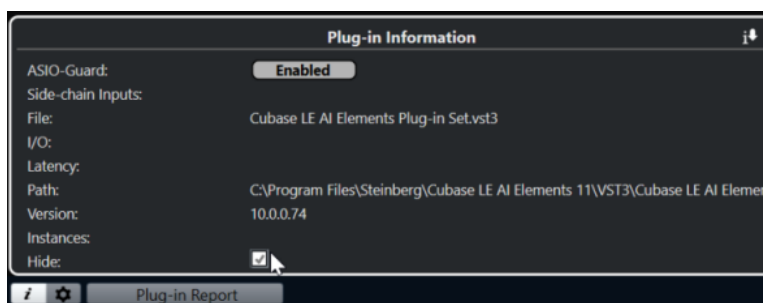 Plug-in Information
ASIO-Guard: Enabled
Side-chain Inputs:
File: Cubase LE AI Elements Plug-in Set.vst3
I/O:
Latency:
Path: C:\Program Files\Steinberg\Cubase LE AI Elements 11\VST3\Cubase LE AI Elemen
Version: 10.0.0.74
Instances:
Hide:
i Plug-in Report